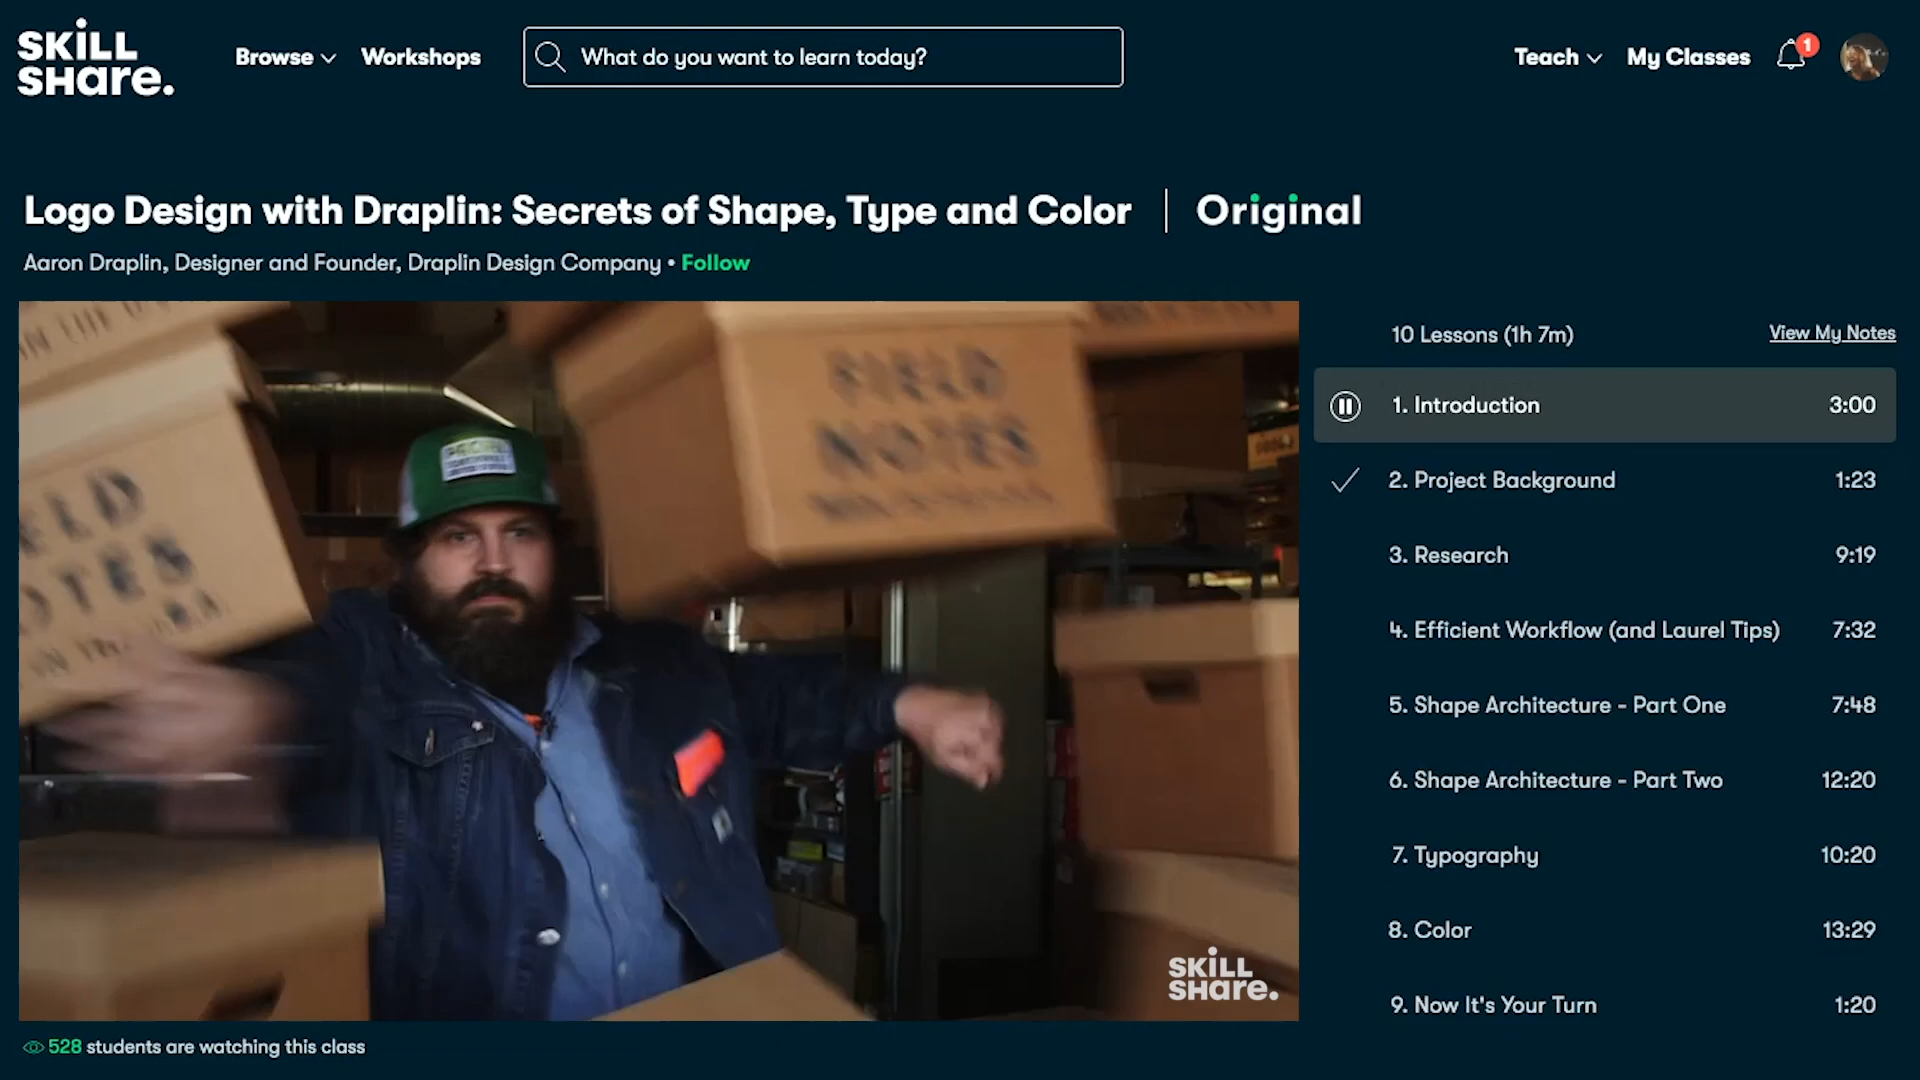 SKILL
SHare.
Browse
Workshops
What do you want to learn today?
Teach
My Classes
1
Logo Design with Draplin: Secrets of Shape, Type and Color
Original
Aaron Draplin, Designer and Founder, Draplin Design Company • Follow
10 Lessons (1h 7m)
View My Notes
1. Introduction 3:00
2. Project Background 1:23
3. Research 9:19
4. Efficient Workflow (and Laurel Tips) 7:32
5. Shape Architecture - Part One 7:48
6. Shape Architecture - Part Two 12:20
7. Typography 10:20
8. Color 13:29
9. Now It's Your Turn 1:20
FIELD
NOTES
SKILL
SHare.
528 students are watching this class